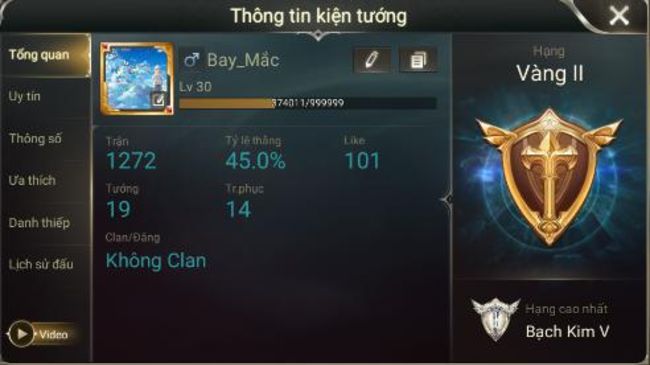 Thông tin kiện tướng
Tổng quan
Uy tín
Thông số
Ưa thích
Danh thiếp
Lịch sử đấu
Video
Bay_Mắc
Lv 30
374011/999999
Trận
Tỷ lệ thắng
Like
1272
45.0%
101
Tướng
Tr.phục
19
14
Clan/Đảng
Không Clan
Hạng
Vàng II
Hạng cao nhất
Bạch Kim V